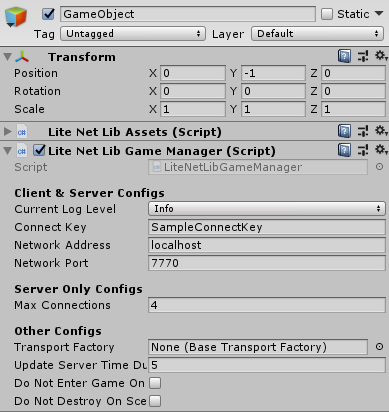 GameObject Static
Tag Untagged Layer Default
Transform
Position X 0 Y -1 Z 0
Rotation X 0 Y 0 Z 0
Scale X 1 Y 1 Z 1
Lite Net Lib Assets (Script)
Lite Net Lib Game Manager (Script)
Script LiteNetLibGameManager
Client & Server Configs
Current Log Level Info
Connect Key SampleConnectKey
Network Address localhost
Network Port 7770
Server Only Configs
Max Connections 4
Other Configs
Transport Factory None (Base Transport Factory)
Update Server Time Du 5
Do Not Enter Game On
Do Not Destroy On Sce